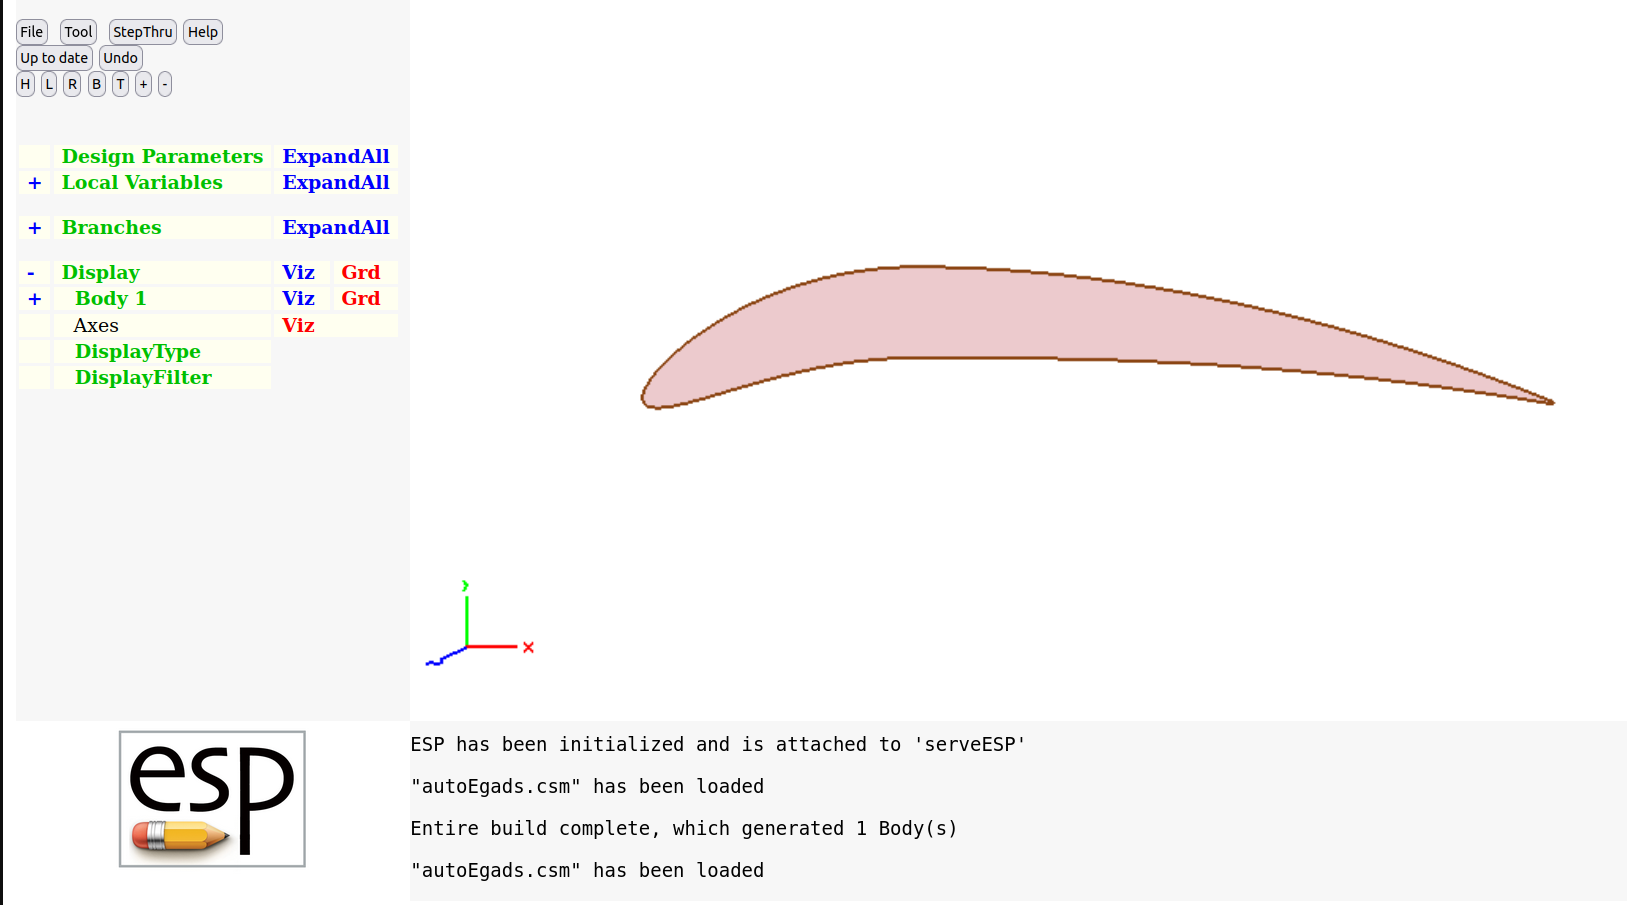 File Tool StepThru Help
Up to date Undo
H L R B T + -
Design Parameters ExpandAll
+ Local Variables ExpandAll
+ Branches ExpandAll
- Display Viz Grd
+ Body 1 Viz Grd
Axes Viz
DisplayType
DisplayFilter
y
x
esp
ESP has been initialized and is attached to 'serveESP'
"autoEgads.csm" has been loaded
Entire build complete, which generated 1 Body(s)
"autoEgads.csm" has been loaded